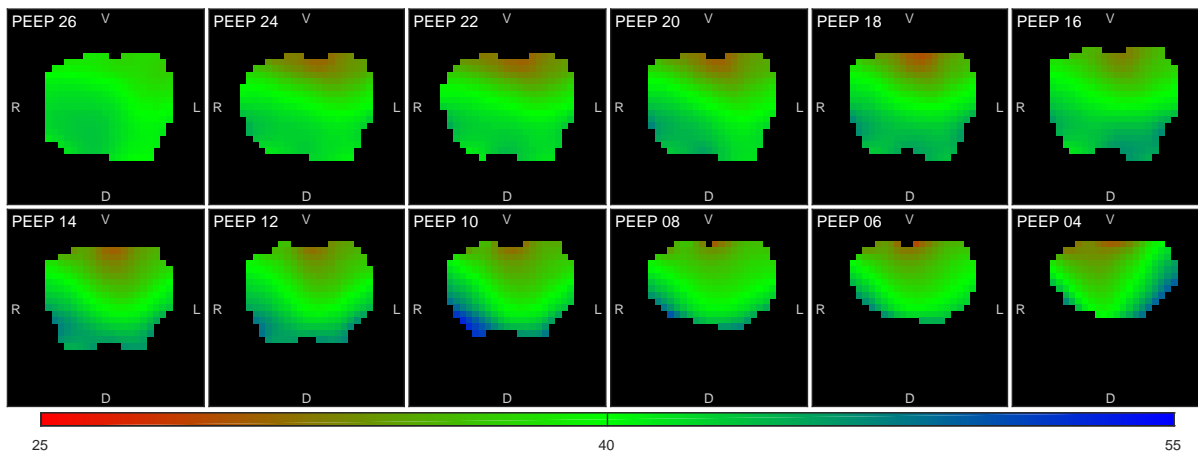 PEEP 26 V R L D
PEEP 24 V D
PEEP 22 V D
PEEP 20 V D
PEEP 18 V D
PEEP 16 V R L D
PEEP 14 V R L D
PEEP 12 V D
PEEP 10 V D
PEEP 08 V D
PEEP 06 V D
PEEP 04 V R L D
25 40 55